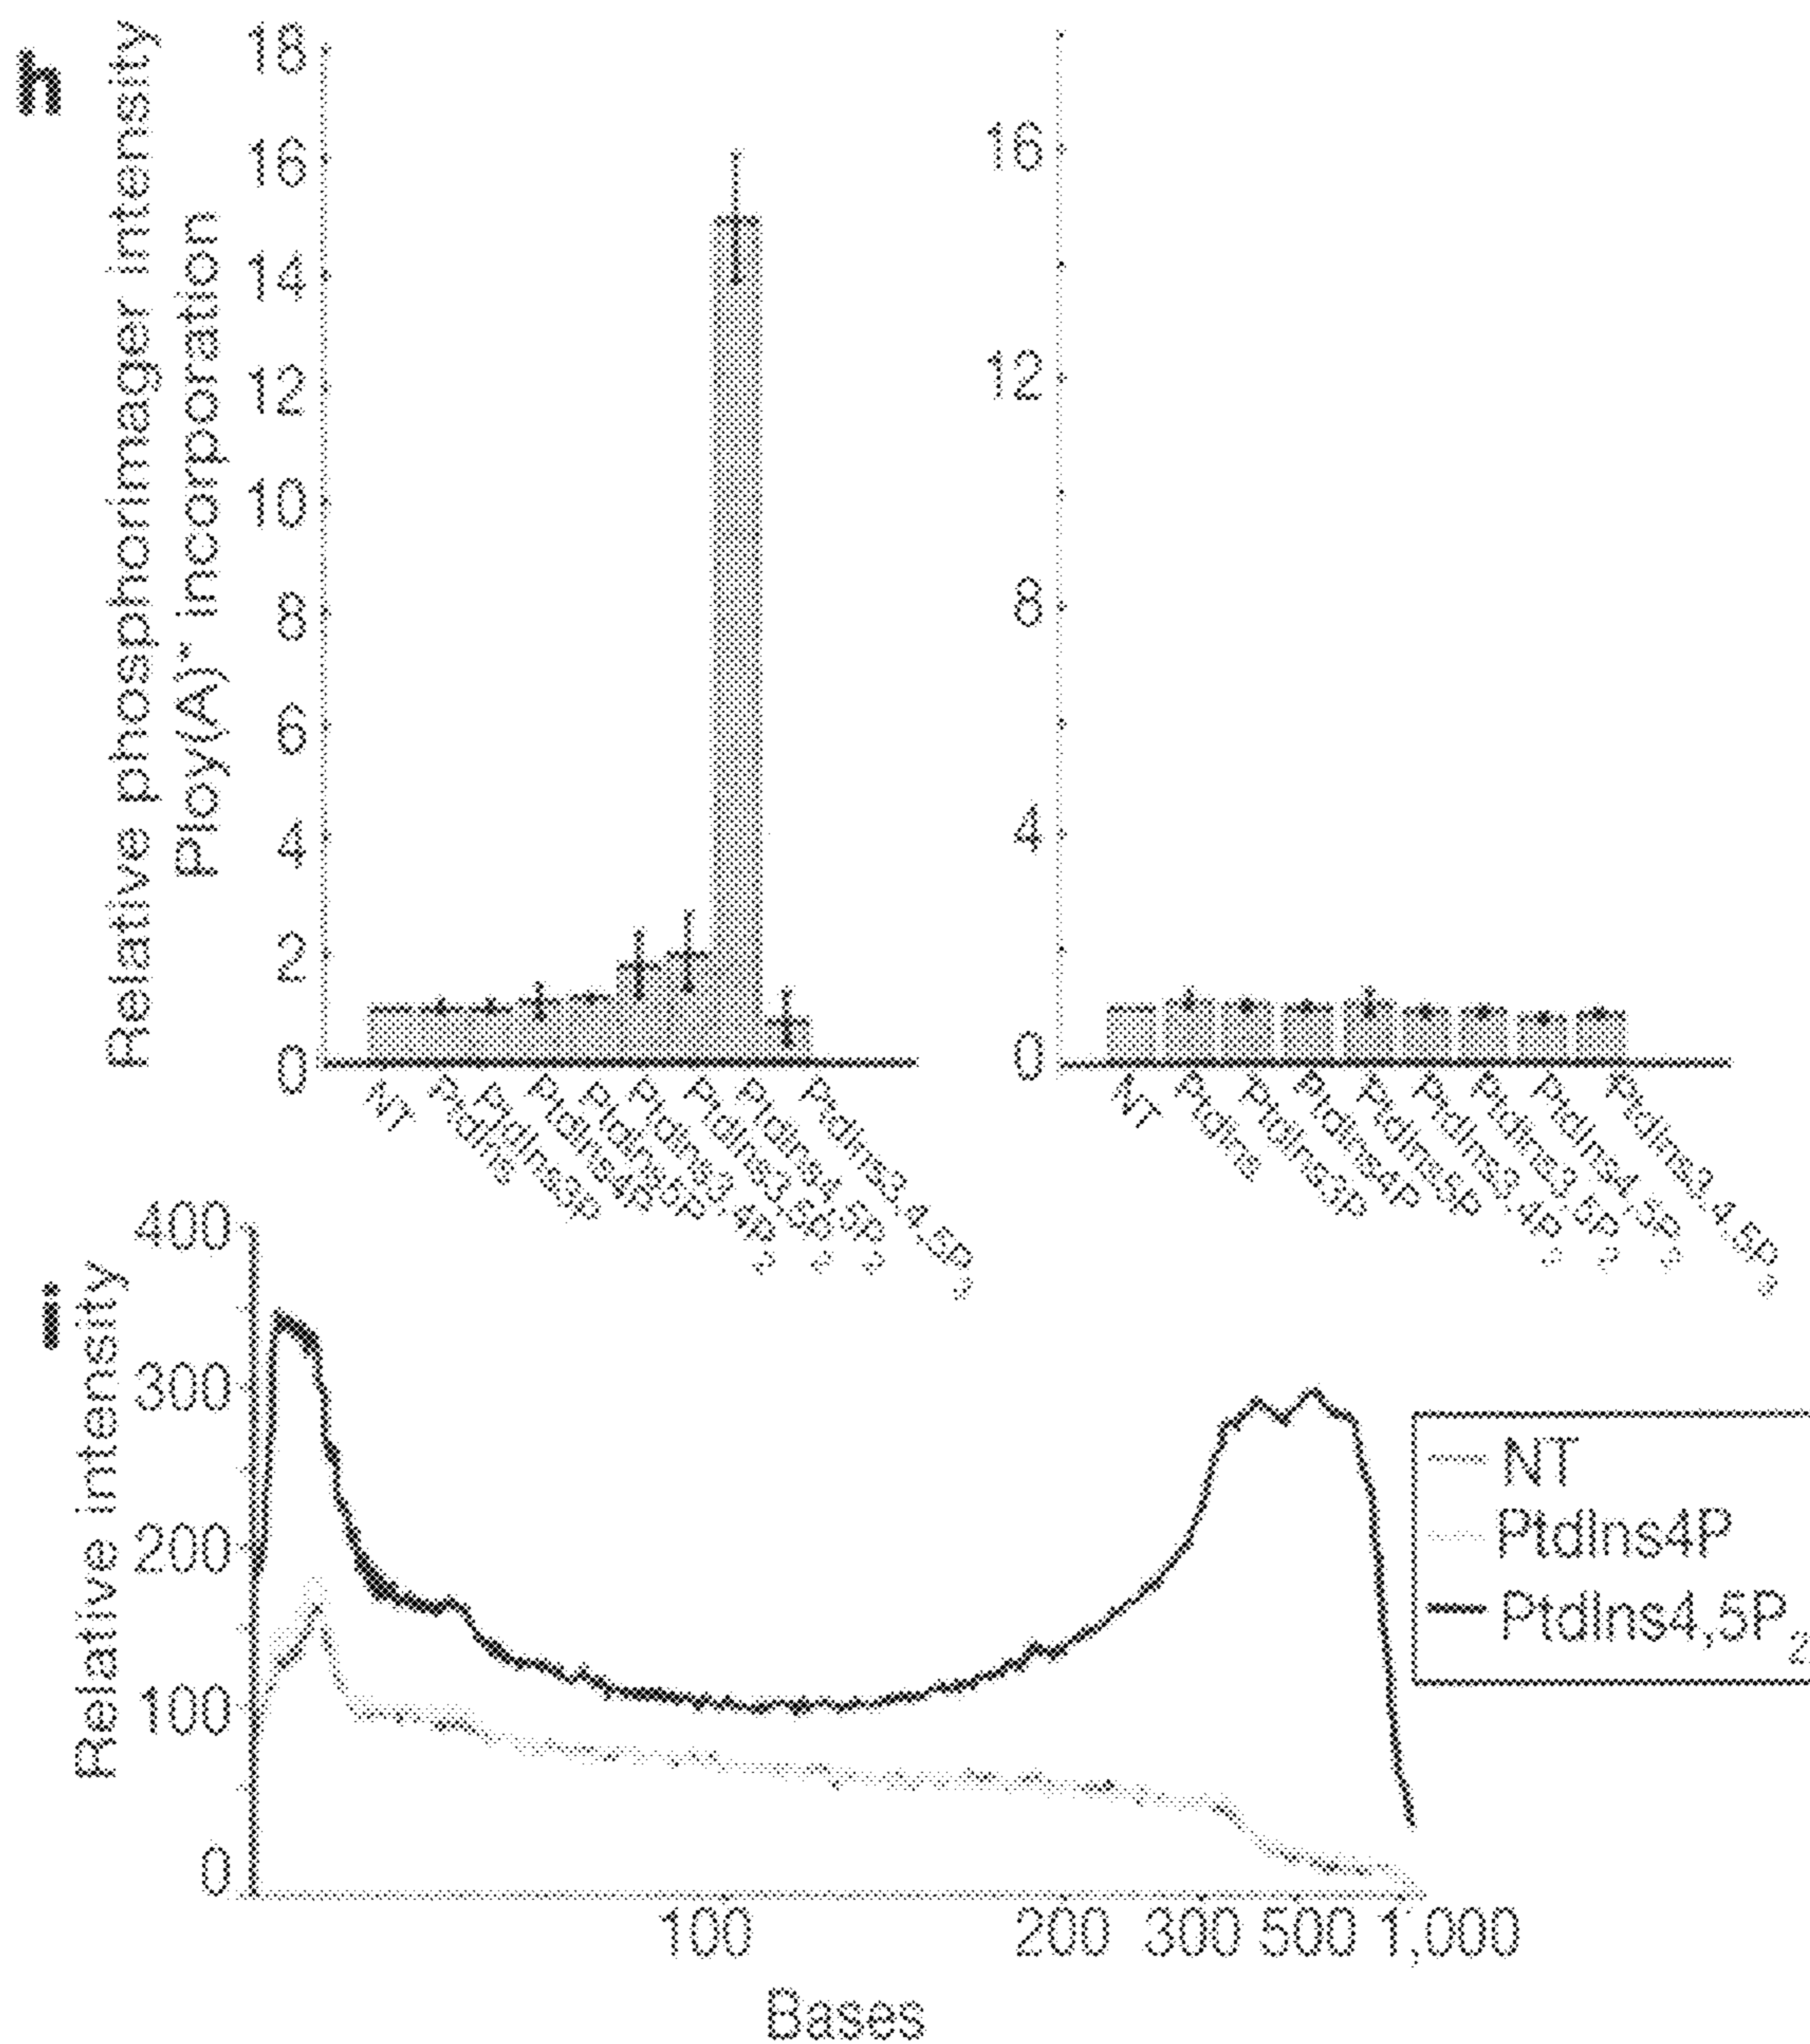 h
Relative phosphorimager intensity
Ploy(A)+ incorporation
18
16
14
12
10
8
6
4
2
0
NT
PtdIns
PtdIns3P
PtdIns4P
PtdIns5P
PtdIns3,4P2
PtdIns3,5P2
PtdIns4,5P2
PtdIns3,4,5P3
16
12
8
4
0
NT
PtdIns
PtdIns3P
PtdIns4P
PtdIns5P
PtdIns3,4P2
PtdIns3,5P2
PtdIns4,5P2
PtdIns3,4,5P3
i
Relative intensity
400
300
200
100
0
100 200 300 500 1,000
Bases
NT
PtdIns4P
PtdIns4,5P2